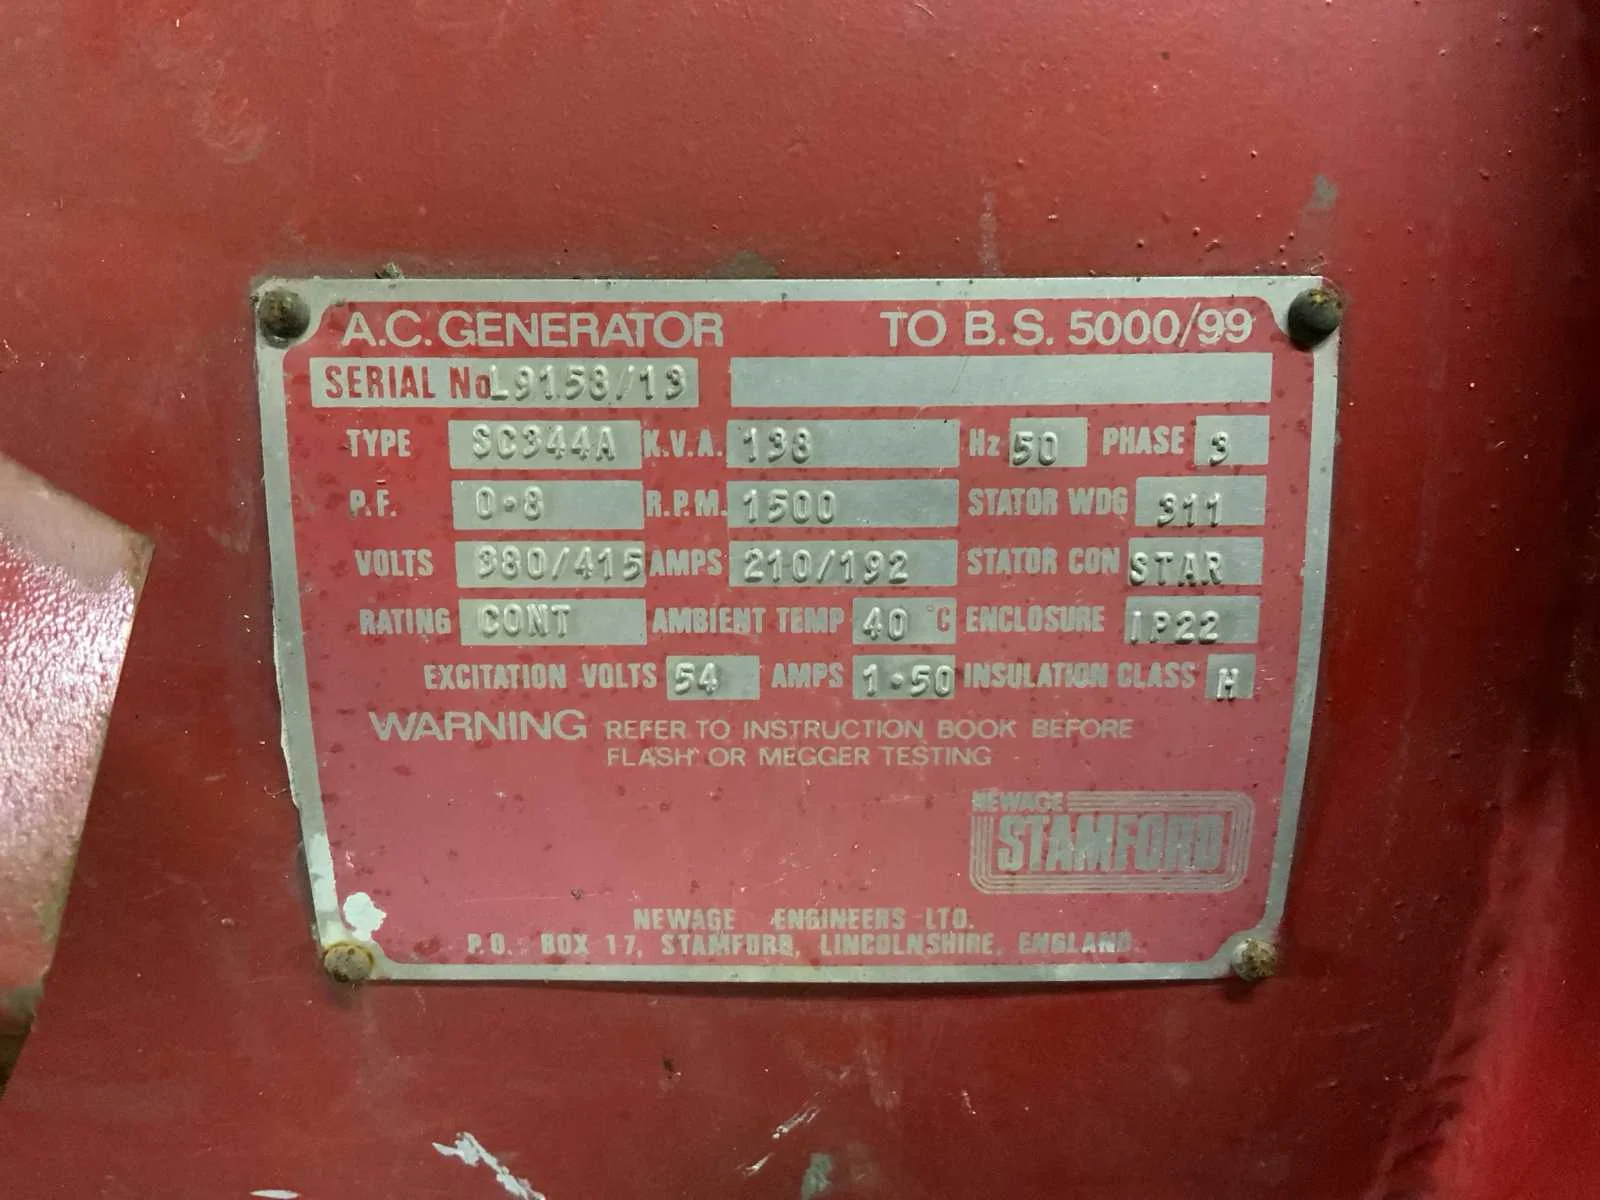 A.C. GENERATOR TO B.S. 5000/99
SERIAL No L9158/13
TYPE SC344A K.V.A. 138 Hz 50 PHASE 3
P.F. 0.8 R.P.M. 1500 STATOR WDG 311
VOLTS 380/415 AMPS 210/192 STATOR CON STAR
RATING CONT AMBIENT TEMP 40 °C ENCLOSURE IP22
EXCITATION VOLTS 54 AMPS 1.50 INSULATION CLASS H
WARNING REFER TO INSTRUCTION BOOK BEFORE
FLASH OR MEGGER TESTING
NEWAGE
STAMFORD
NEWAGE ENGINEERS LTD.
P.O. BOX 17, STAMFORD, LINCOLNSHIRE, ENGLAND.